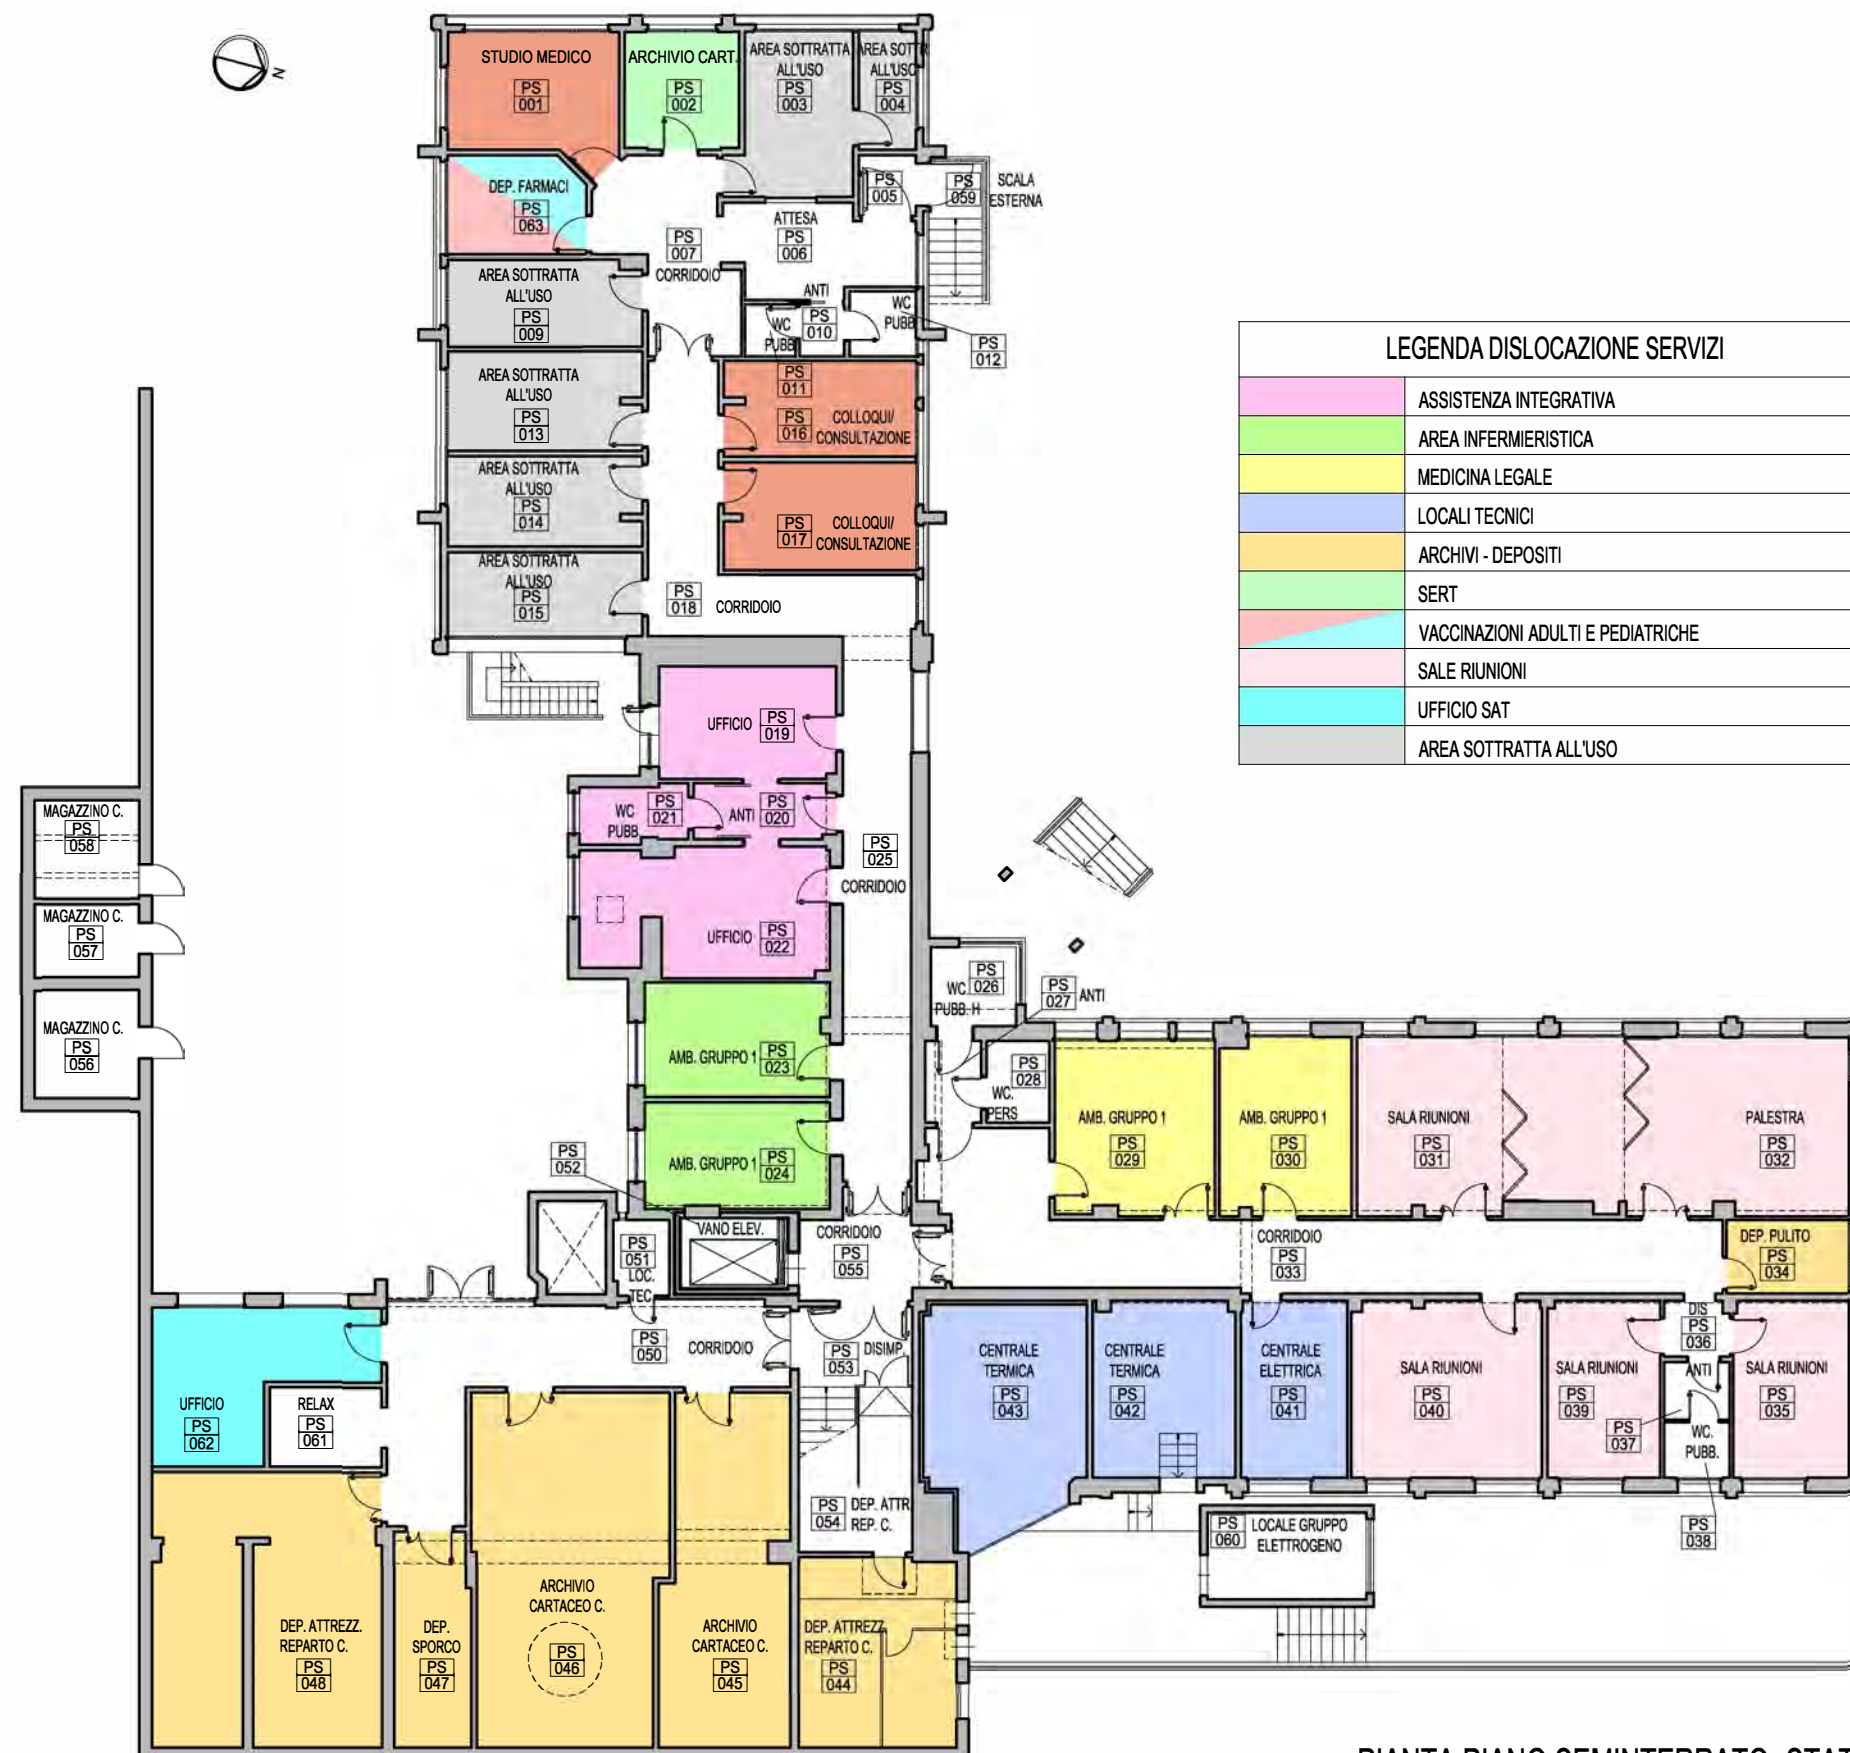 N
STUDIO MEDICO
PS
001
ARCHIVIO CART.
PS
002
AREA SOTTRATTA
ALL'USO
PS
003
AREA SOTTR
ALL'USO
PS
004
DEP. FARMACI
PS
063
PS
005
PS
059
SCALA
ESTERNA
ATTESA
PS
006
PS
007
CORRIDOIO
AREA SOTTRATTA
ALL'USO
PS
009
ANTI
PS
010
WC
PUBB
WC
PUBB
PS
012
PS
011
AREA SOTTRATTA
ALL'USO
PS
013
PS
016
COLLOQUI/
CONSULTAZIONE
AREA SOTTRATTA
ALL'USO
PS
014
PS
017
COLLOQUI/
CONSULTAZIONE
AREA SOTTRATTA
ALL'USO
PS
015
PS
018
CORRIDOIO
LEGENDA DISLOCAZIONE SERVIZI
ASSISTENZA INTEGRATIVA
AREA INFERMIERISTICA
MEDICINA LEGALE
LOCALI TECNICI
ARCHIVI - DEPOSITI
SERT
VACCINAZIONI ADULTI E PEDIATRICHE
SALE RIUNIONI
UFFICIO SAT
AREA SOTTRATTA ALL'USO
UFFICIO
PS
019
WC
PUBB
PS
021
ANTI
PS
020
PS
025
CORRIDOIO
UFFICIO
PS
022
MAGAZZINO C.
PS
058
MAGAZZINO C.
PS
057
MAGAZZINO C.
PS
056
AMB. GRUPPO 1
PS
023
AMB. GRUPPO 1
PS
024
WC.
PUBB. H
PS
026
PS
027
ANTI
PS
028
WC.
PERS
AMB. GRUPPO 1
PS
029
AMB. GRUPPO 1
PS
030
SALA RIUNIONI
PS
031
PALESTRA
PS
032
PS
052
VANO ELEV.
PS
051
LOC.
TEC
CORRIDOIO
PS
055
CORRIDOIO
PS
033
DEP. PULITO
PS
034
PS
050
CORRIDOIO
PS
053
DISIMP.
CENTRALE
TERMICA
PS
043
CENTRALE
TERMICA
PS
042
CENTRALE
ELETTRICA
PS
041
SALA RIUNIONI
PS
040
SALA RIUNIONI
PS
039
DIS
PS
036
ANTI
PS
037
WC.
PUBB.
SALA RIUNIONI
PS
035
PS
038
UFFICIO
PS
062
RELAX
PS
061
PS
054
DEP. ATTR.
REP. C.
PS
060
LOCALE GRUPPO
ELETTROGENO
DEP. ATTREZZ.
REPARTO C.
PS
048
DEP.
SPORCO
PS
047
ARCHIVIO
CARTACEO C.
PS
046
ARCHIVIO
CARTACEO C.
PS
045
DEP. ATTREZZ.
REPARTO C.
PS
044
PIANTA PIANO SEMINTERRATO- STAT